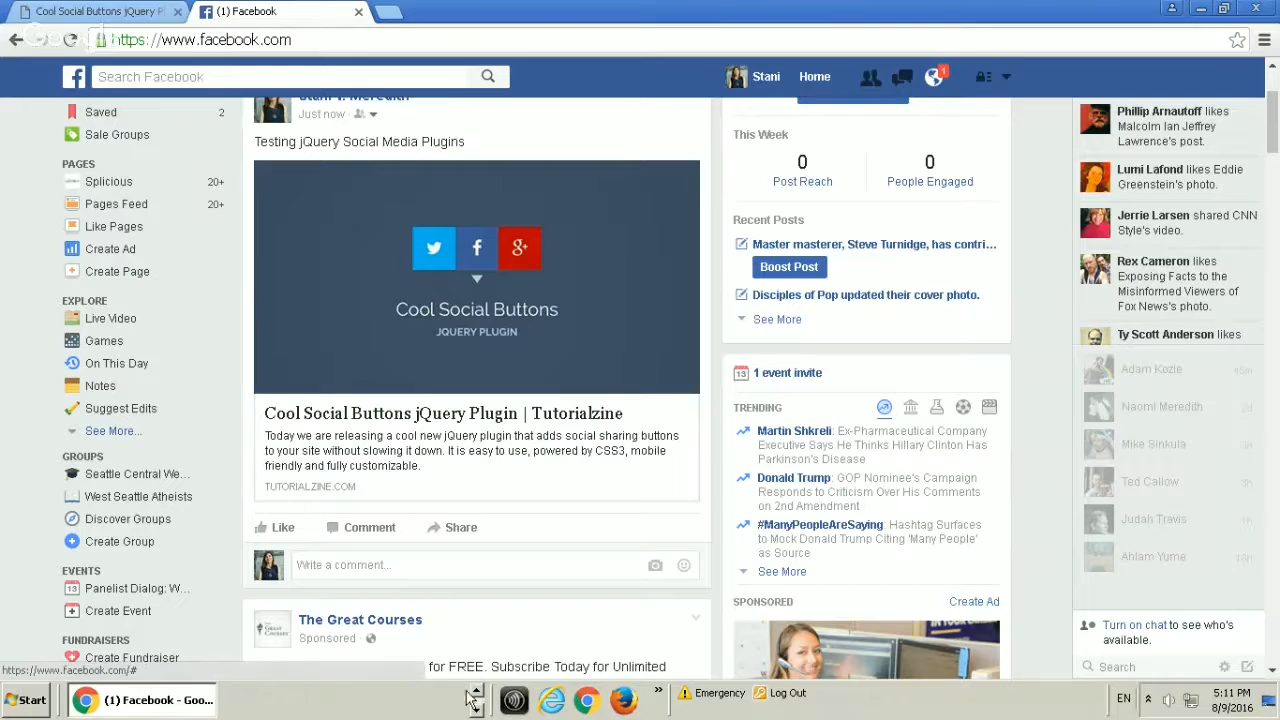 Cool Social Buttons jQuery Pl
(1) Facebook
https://www.facebook.com
Search Facebook
Stani
Home
1
Saved
2
Sale Groups
PAGES
Splicious
20+
Pages Feed
20+
Like Pages
Create Ad
Create Page
EXPLORE
Live Video
Games
On This Day
Notes
Suggest Edits
See More...
GROUPS
Seattle Central We...
West Seattle Atheists
Discover Groups
Create Group
EVENTS
13 Panelist Dialog: W...
Create Event
FUNDRAISERS
Create Fundraiser
https://www.facebook.com/#
Just now
Testing jQuery Social Media Plugins
Cool Social Buttons
JQUERY PLUGIN
Cool Social Buttons jQuery Plugin | Tutorialzine
Today we are releasing a cool new jQuery plugin that adds social sharing buttons
to your site without slowing it down. It is easy to use, powered by CSS3, mobile
friendly and fully customizable.
TUTORIALZINE.COM
Like
Comment
Share
Write a comment...
The Great Courses
Sponsored
for FREE. Subscribe Today for Unlimited
This Week
0
Post Reach
0
People Engaged
Recent Posts
Master masterer, Steve Turnidge, has contri...
Boost Post
Disciples of Pop updated their cover photo.
See More
13 1 event invite
TRENDING
Martin Shkreli: Ex-Pharmaceutical Company
Executive Says He Thinks Hillary Clinton Has
Parkinson's Disease
Donald Trump: GOP Nominee's Campaign
Responds to Criticism Over His Comments
on 2nd Amendment
#ManyPeopleAreSaying: Hashtag Surfaces
to Mock Donald Trump Citing 'Many People'
as Source
See More
SPONSORED
Create Ad
Phillip Arnautoff likes
Malcolm Ian Jeffrey
Lawrence's post.
Lumi Lafond likes Eddie
Greenstein's photo.
Jerrie Larsen shared CNN
Style's video.
Rex Cameron likes
Exposing Facts to the
Misinformed Viewers of
Fox News's photo.
Ty Scott Anderson likes
Adam Kozie
Naomi Meredith
Mike Sinkula
Ted Callow
Judah Travis
Ahlam Yume
Turn on chat to see who's
available.
Search
Start
(1) Facebook - Goo...
Emergency
Log Out
EN
5:11 PM
8/9/2016